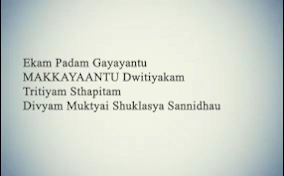 Ekam Padam Gayayantu
MAKKAYAANTU Dwitiyakam
Tritiyam Sthapitam
Divyam Muktyai Shuklasya Sannidhau